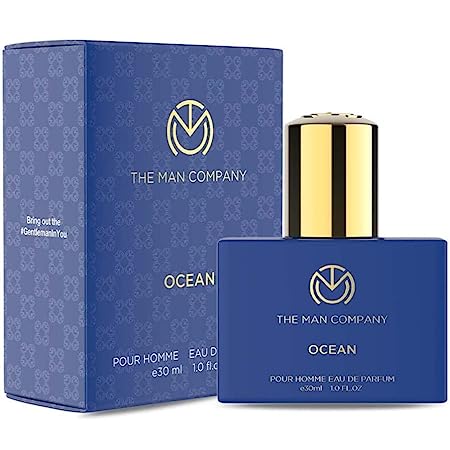 THE MAN COMPANY
Bring out the
#GentlemanInYou
OCEAN
POUR HOMME EAU DE
e30 ml 1.0 fl.o
THE MAN COMPANY
OCEAN
POUR HOMME EAU DE PARFUM
e30ml 1.0 FL.OZ